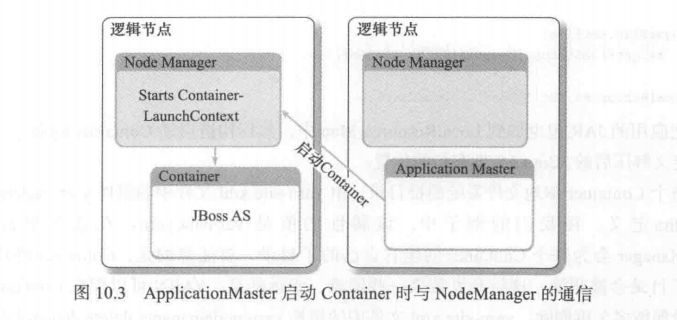 逻辑节点
Node Manager
Starts Container-
LaunchContext
Container
JBoss AS
启动Container
逻辑节点
Node Manager
Application Master
图 10.3 ApplicationMaster 启动 Container 时与 NodeManager 的通信